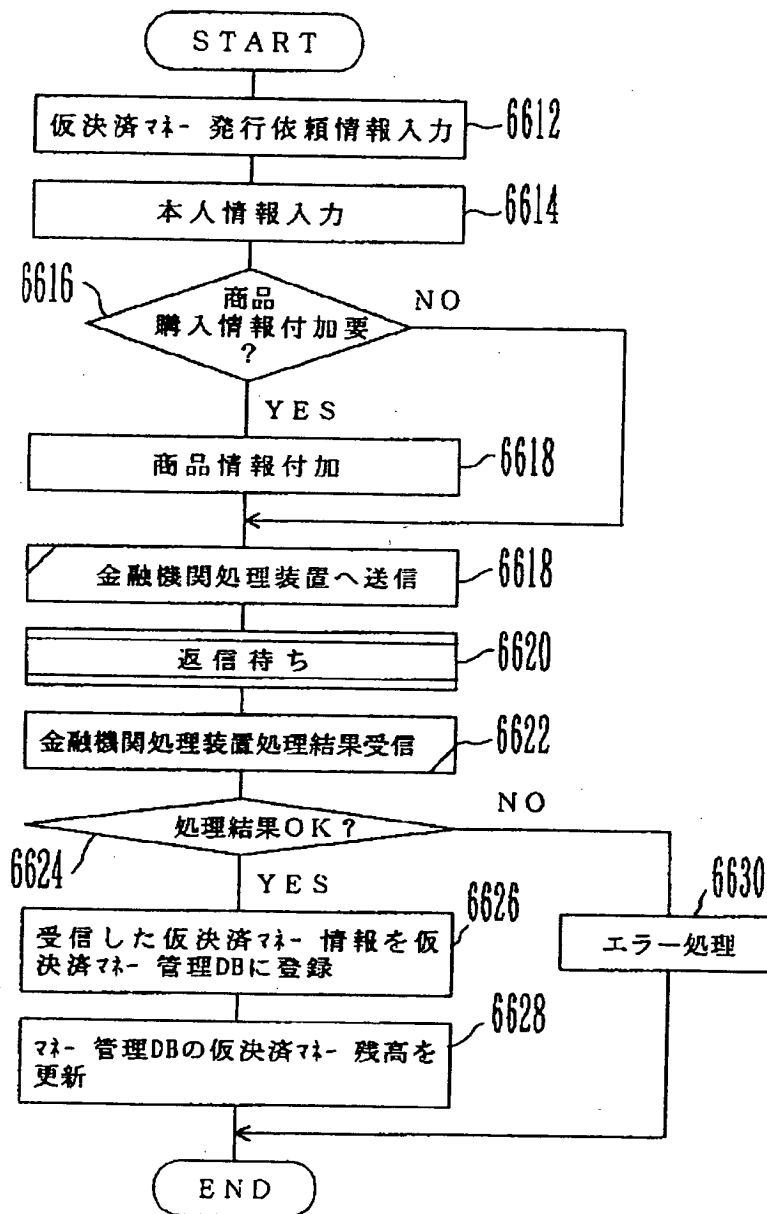 START
仮決済ﾏﾈｰ 発行依頼情報入力
6612
本人情報入力
6614
6616
商品
購入情報付加要
?
NO
YES
商品情報付加
6618
金融機関処理装置へ送信
6618
返信待ち
6620
金融機関処理装置処理結果受信
6622
処理結果OK?
NO
6624
YES
6626
6630
受信した仮決済ﾏﾈｰ 情報を仮
決済ﾏﾈｰ 管理DBに登録
エラー処理
6628
ﾏﾈｰ 管理DBの仮決済ﾏﾈｰ 残高を
更新
END